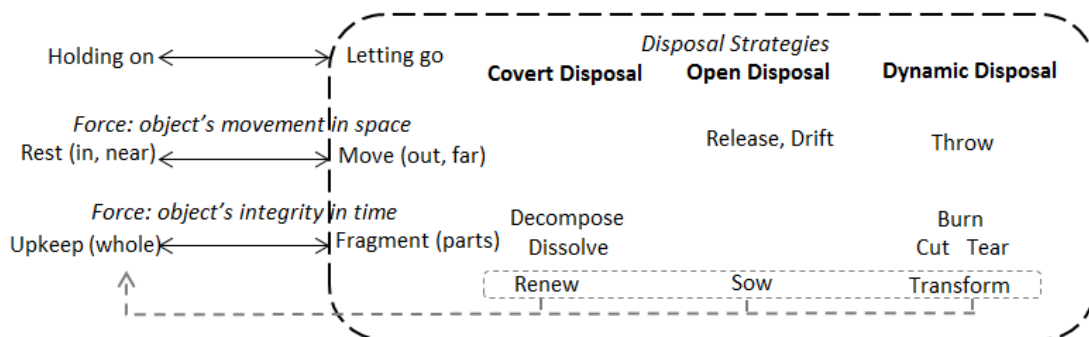 Disposal Strategies
Holding on Letting go
Covert Disposal Open Disposal Dynamic Disposal
Force: object's movement in space
Release, Drift Throw
Rest (in, near) Move (out, far)
Force: object's integrity in time
Decompose Burn
Upkeep (whole) Fragment (parts) Dissolve Cut Tear
Renew Sow Transform